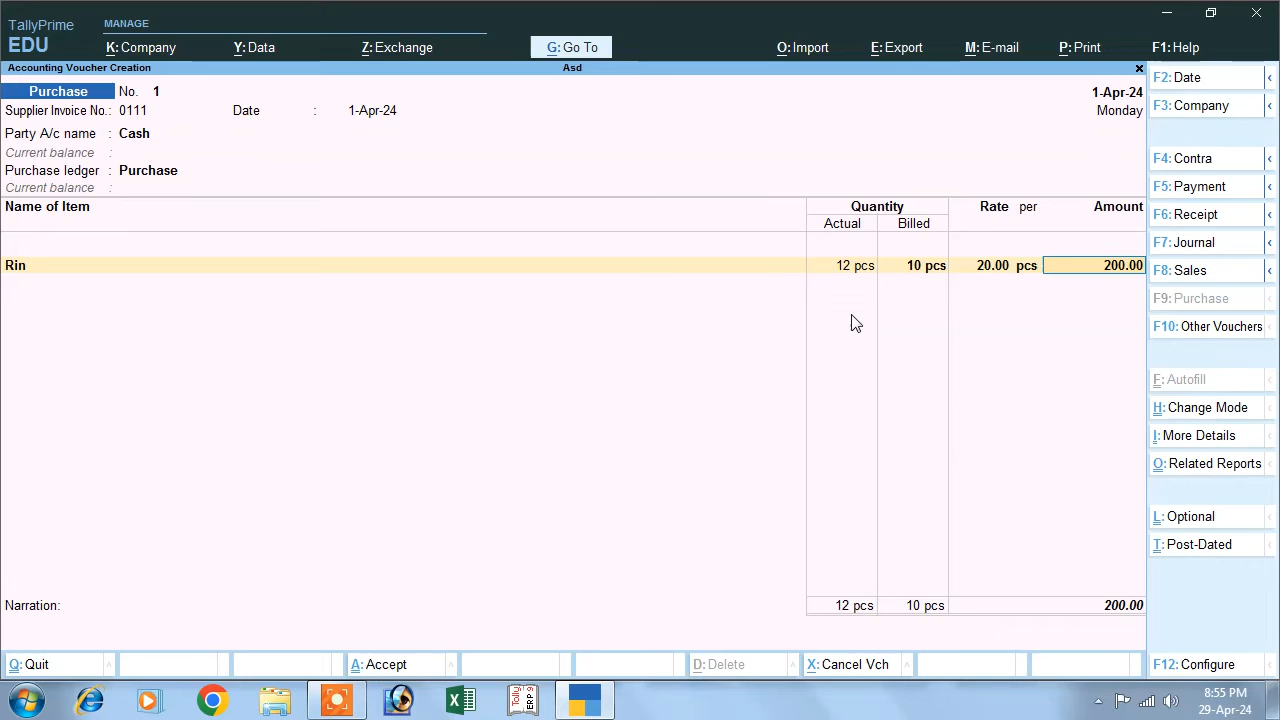 TallyPrime
EDU
MANAGE
K: Company
Y: Data
Z: Exchange
G: Go To
O: Import
E: Export
M: E-mail
P: Print
F1: Help
Accounting Voucher Creation
Asd
Purchase No. 1
1-Apr-24
Supplier Invoice No.: 0111 Date : 1-Apr-24
Monday
Party A/c name : Cash
Current balance :
Purchase ledger : Purchase
Current balance :
Name of Item Quantity Rate per Amount
Actual Billed
Rin 12 pcs 10 pcs 20.00 pcs 200.00
Narration: 12 pcs 10 pcs 200.00
F2: Date
F3: Company
F4: Contra
F5: Payment
F6: Receipt
F7: Journal
F8: Sales
F9: Purchase
F10: Other Vouchers
F: Autofill
H: Change Mode
I: More Details
O: Related Reports
L: Optional
T: Post-Dated
Q: Quit
A: Accept
D: Delete
X: Cancel Vch
F12: Configure
Tally
ERP 9
8:55 PM
29-Apr-24